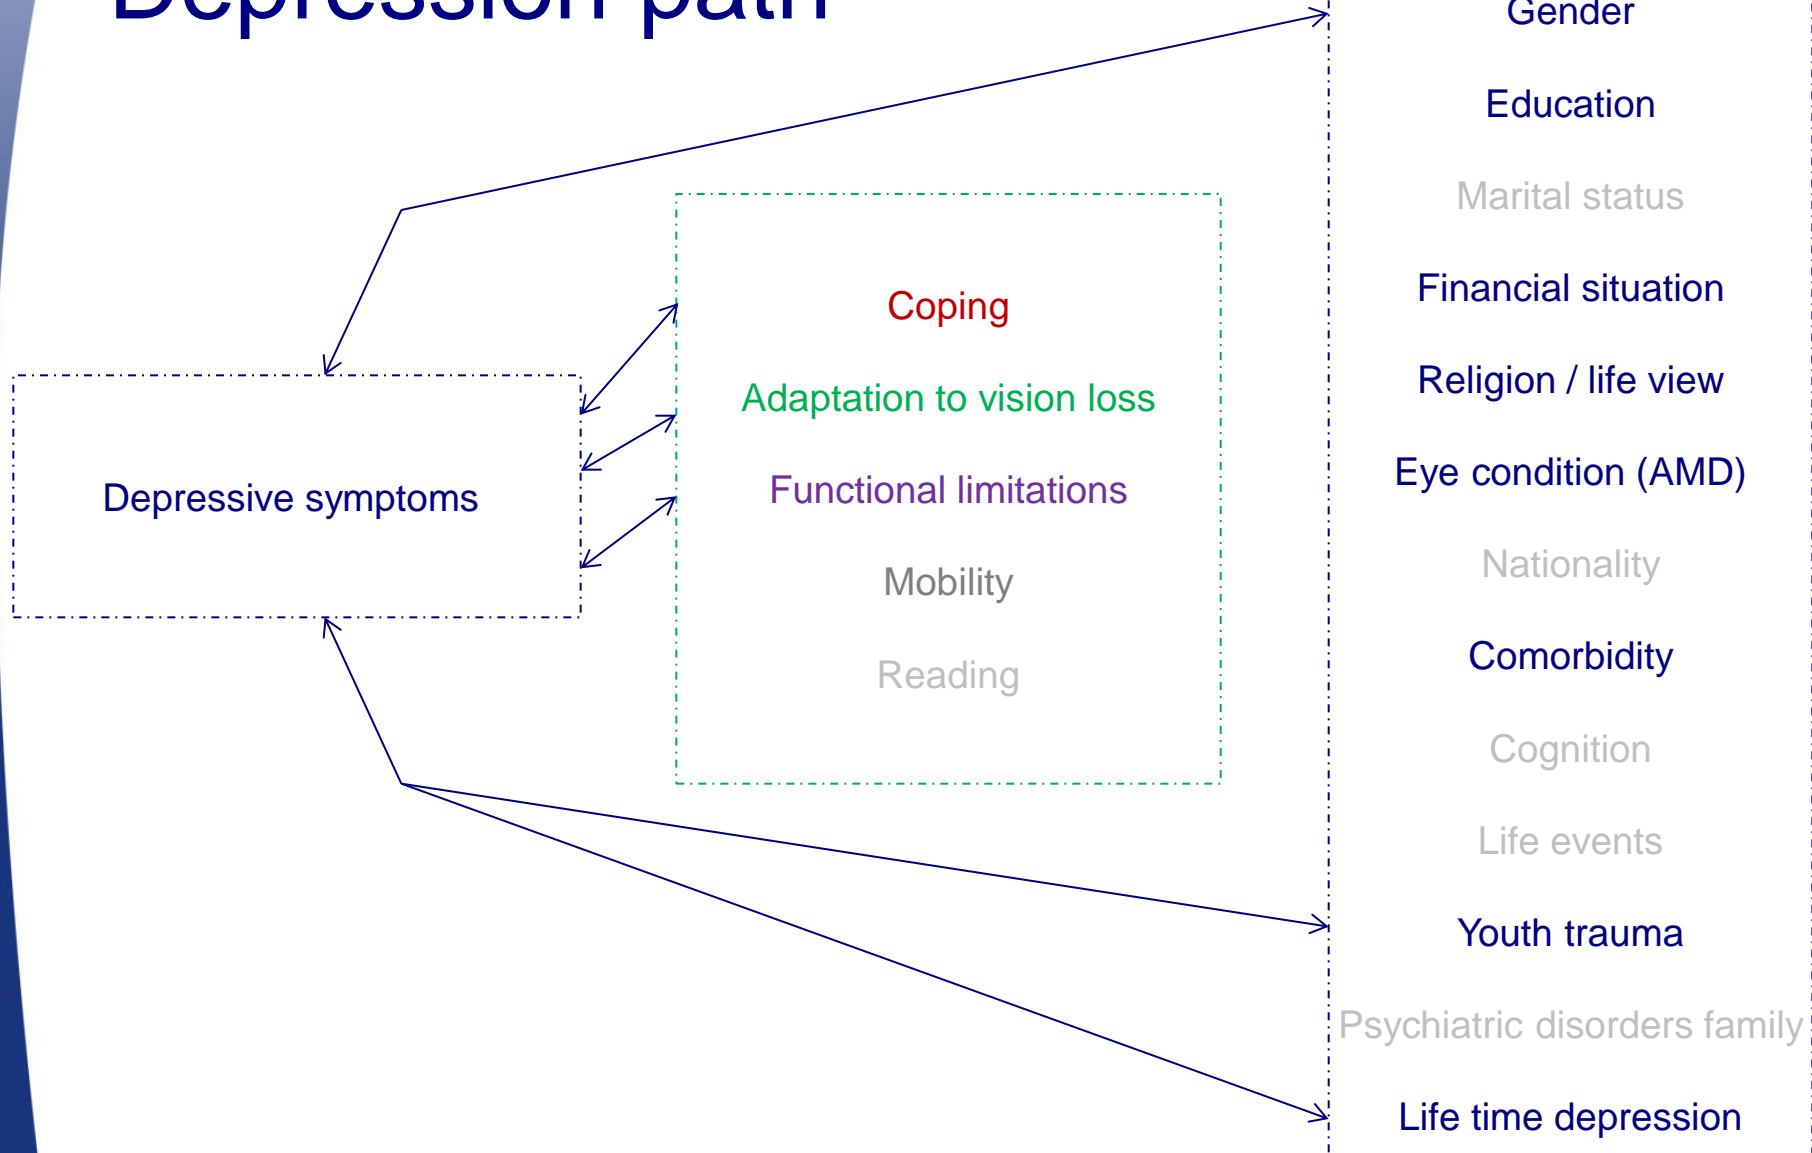 Depression path
Gender
Education
Marital status
Financial situation
Religion / life view
Eye condition (AMD)
Nationality
Comorbidity
Cognition
Life events
Youth trauma
Psychiatric disorders family
Life time depression
Coping
Adaptation to vision loss
Functional limitations
Mobility
Reading
Depressive symptoms